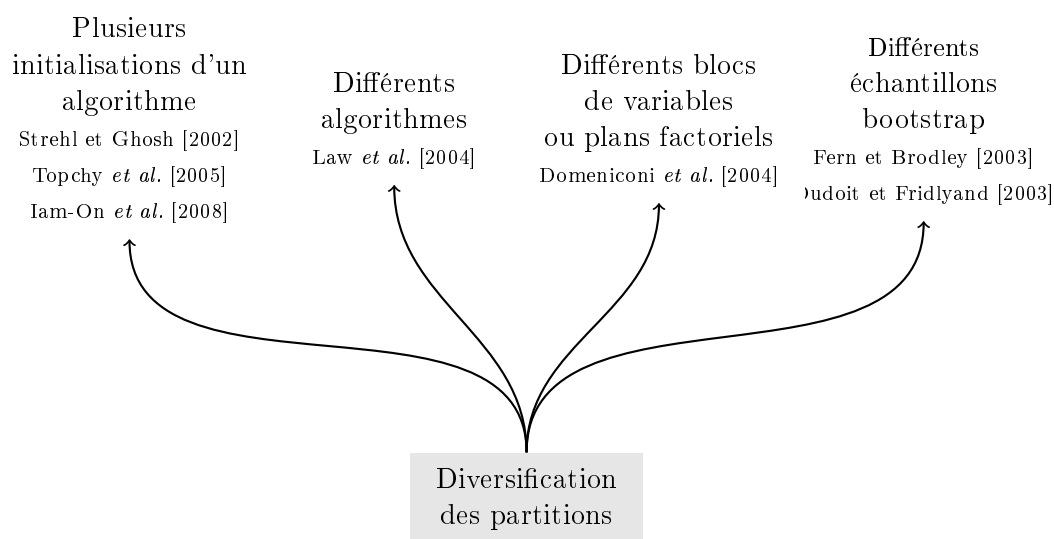 Plusieurs
initialisations d'un
algorithme
Strehl et Ghosh [2002]
Topchy et al. [2005]
Iam-On et al. [2008]
Différents
algorithmes
Law et al. [2004]
Différents blocs
de variables
ou plans factoriels
Domeniconi et al. [2004]
Différents
échantillons
bootstrap
Fern et Brodley [2003]
et Fridlyand [2003]
Diversification
des partitions